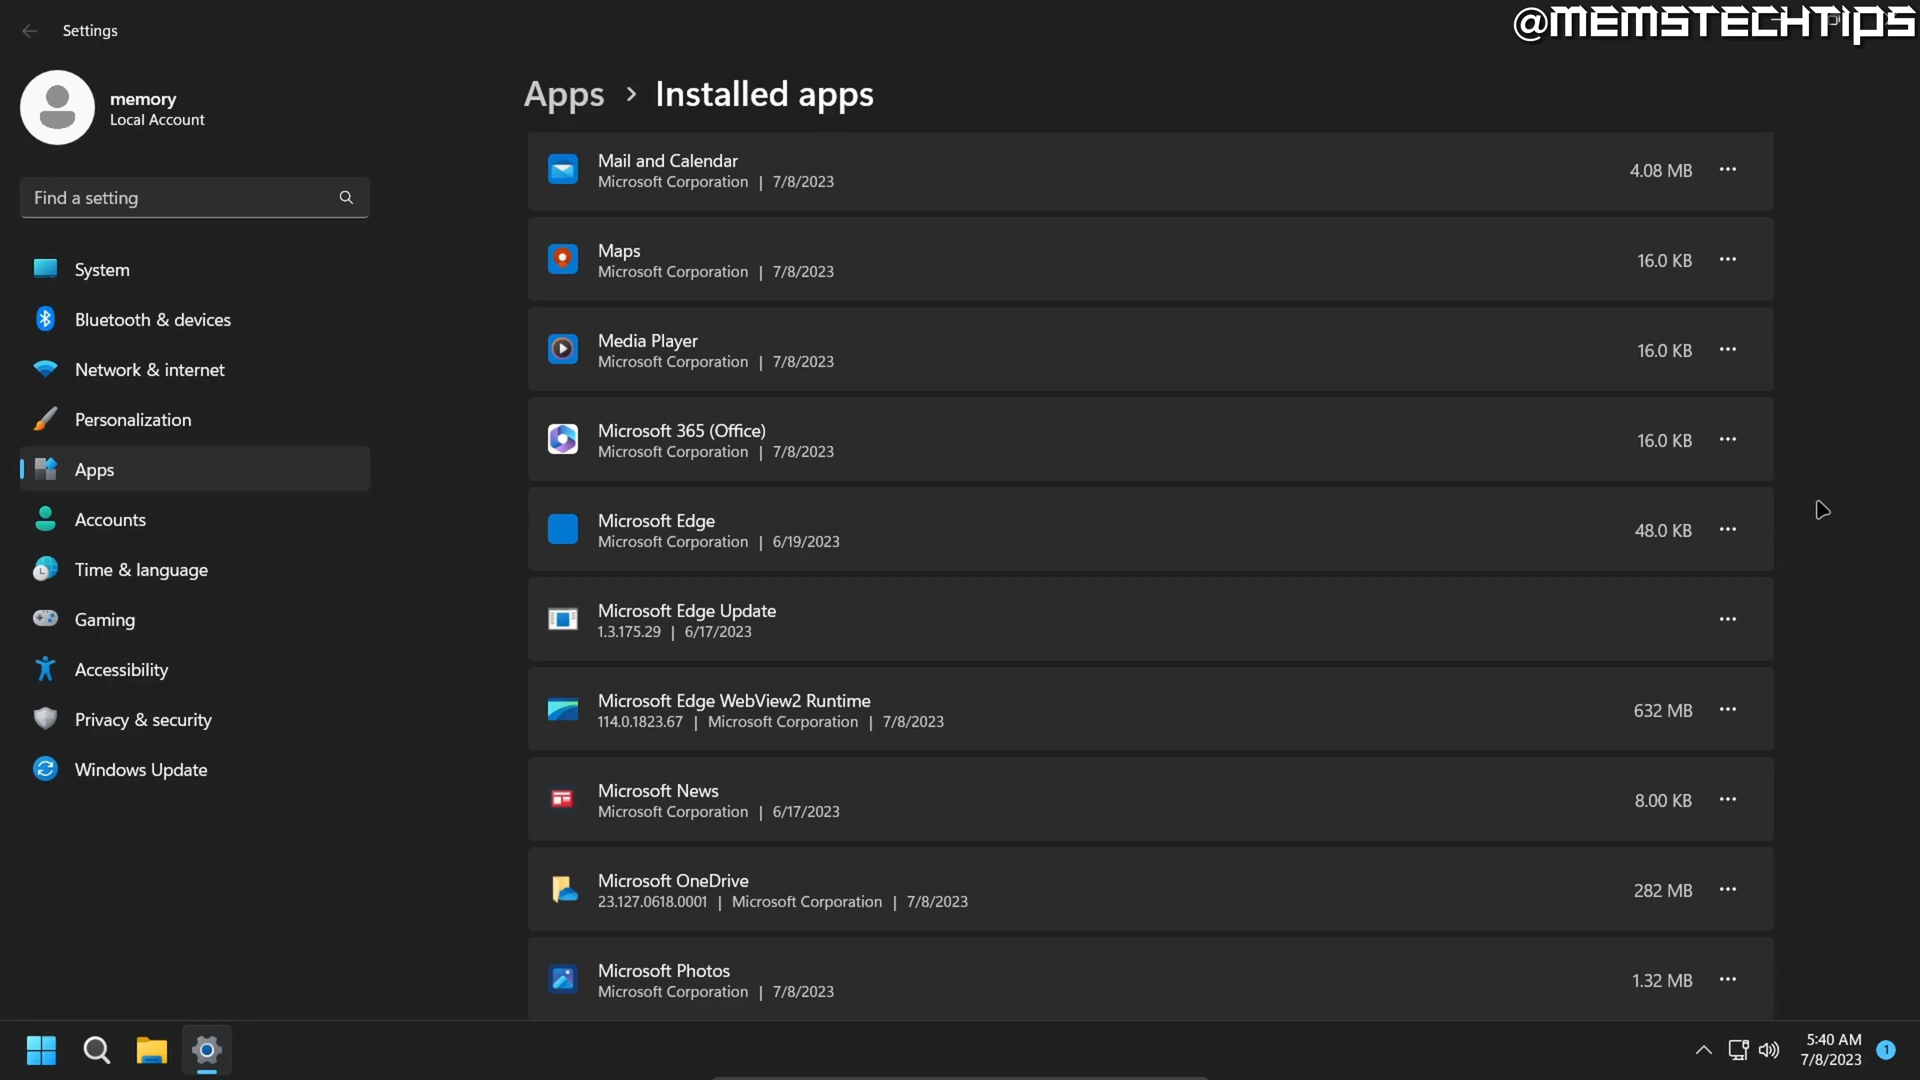 Settings
@MEMSTECHTIPS
memory
Local Account
Find a setting
System
Bluetooth & devices
Network & internet
Personalization
Apps
Accounts
Time & language
Gaming
Accessibility
Privacy & security
Windows Update
Apps > Installed apps
Mail and Calendar
Microsoft Corporation | 7/8/2023
4.08 MB
Maps
Microsoft Corporation | 7/8/2023
16.0 KB
Media Player
Microsoft Corporation | 7/8/2023
16.0 KB
Microsoft 365 (Office)
Microsoft Corporation | 7/8/2023
16.0 KB
Microsoft Edge
Microsoft Corporation | 6/19/2023
48.0 KB
Microsoft Edge Update
1.3.175.29 | 6/17/2023
Microsoft Edge WebView2 Runtime
114.0.1823.67 | Microsoft Corporation | 7/8/2023
632 MB
Microsoft News
Microsoft Corporation | 6/17/2023
8.00 KB
Microsoft OneDrive
23.127.0618.0001 | Microsoft Corporation | 7/8/2023
282 MB
Microsoft Photos
Microsoft Corporation | 7/8/2023
1.32 MB
5:40 AM
7/8/2023
1